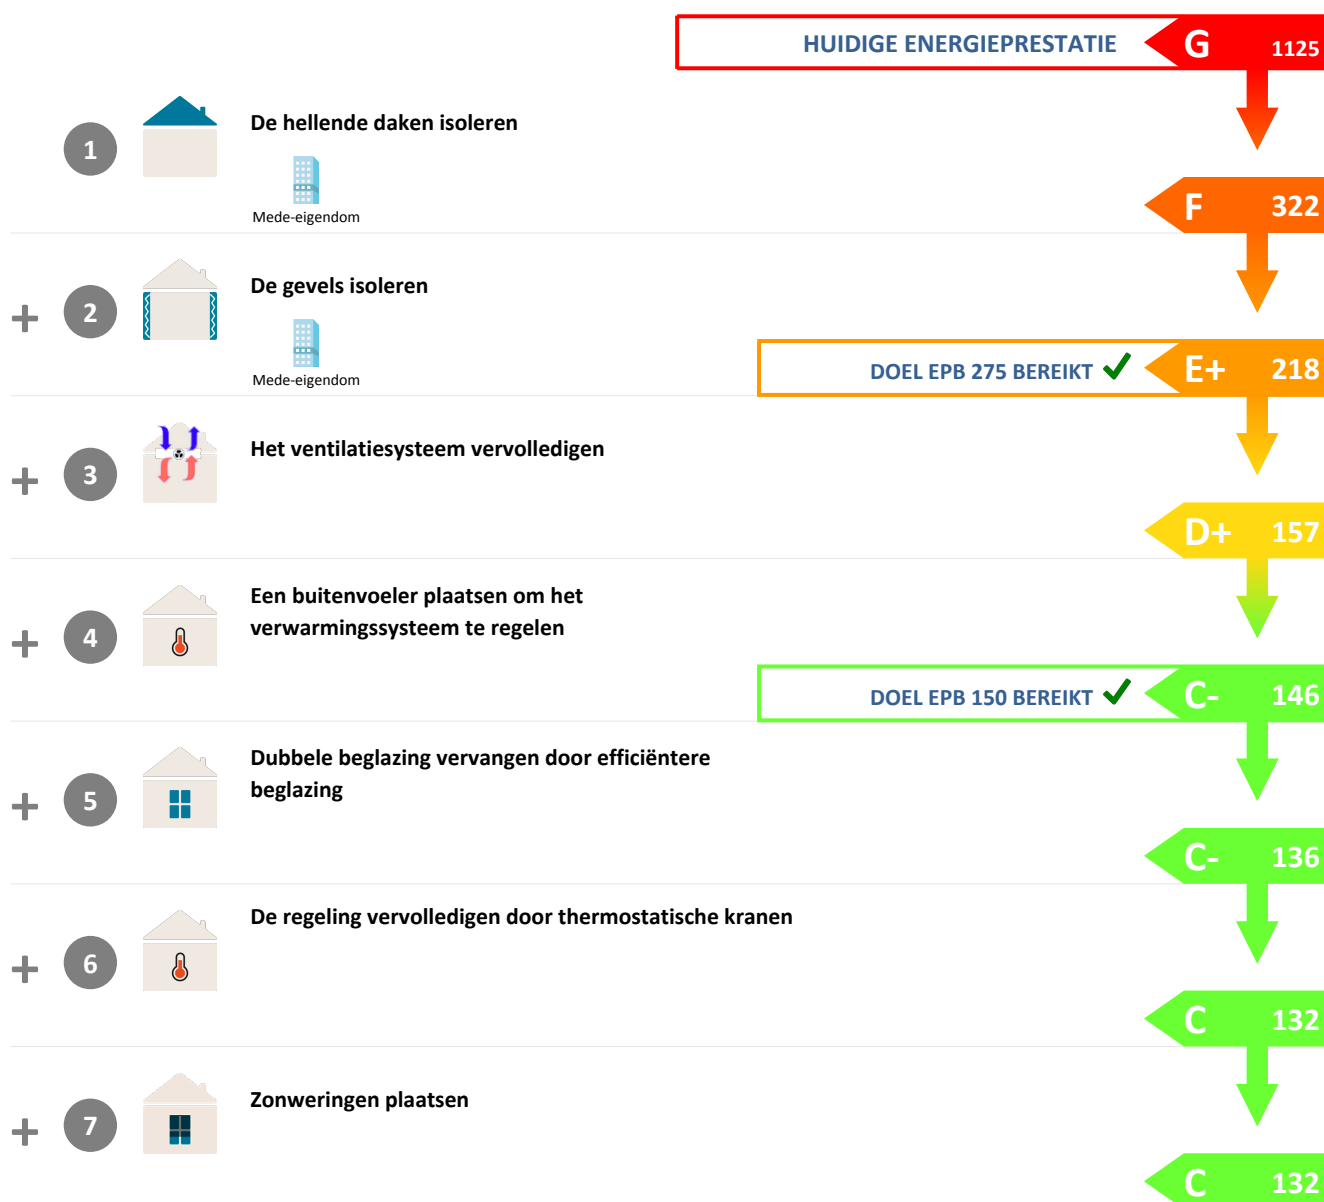 HUIDIGE ENERGIEPRESTATIE G 1125
1 De hellende daken isoleren
Mede-eigendom
F 322
+ 2 De gevels isoleren
Mede-eigendom
DOEL EPB 275 BEREIKT ✓ E+ 218
+ 3 Het ventilatiesysteem vervolledigen
D+ 157
+ 4 Een buitenvoeler plaatsen om het
verwarmingssysteem te regelen
DOEL EPB 150 BEREIKT ✓ C- 146
+ 5 Dubbele beglazing vervangen door efficiëntere
beglazing
C- 136
+ 6 De regeling vervolledigen door thermostatische kranen
C 132
+ 7 Zonweringen plaatsen
C 132